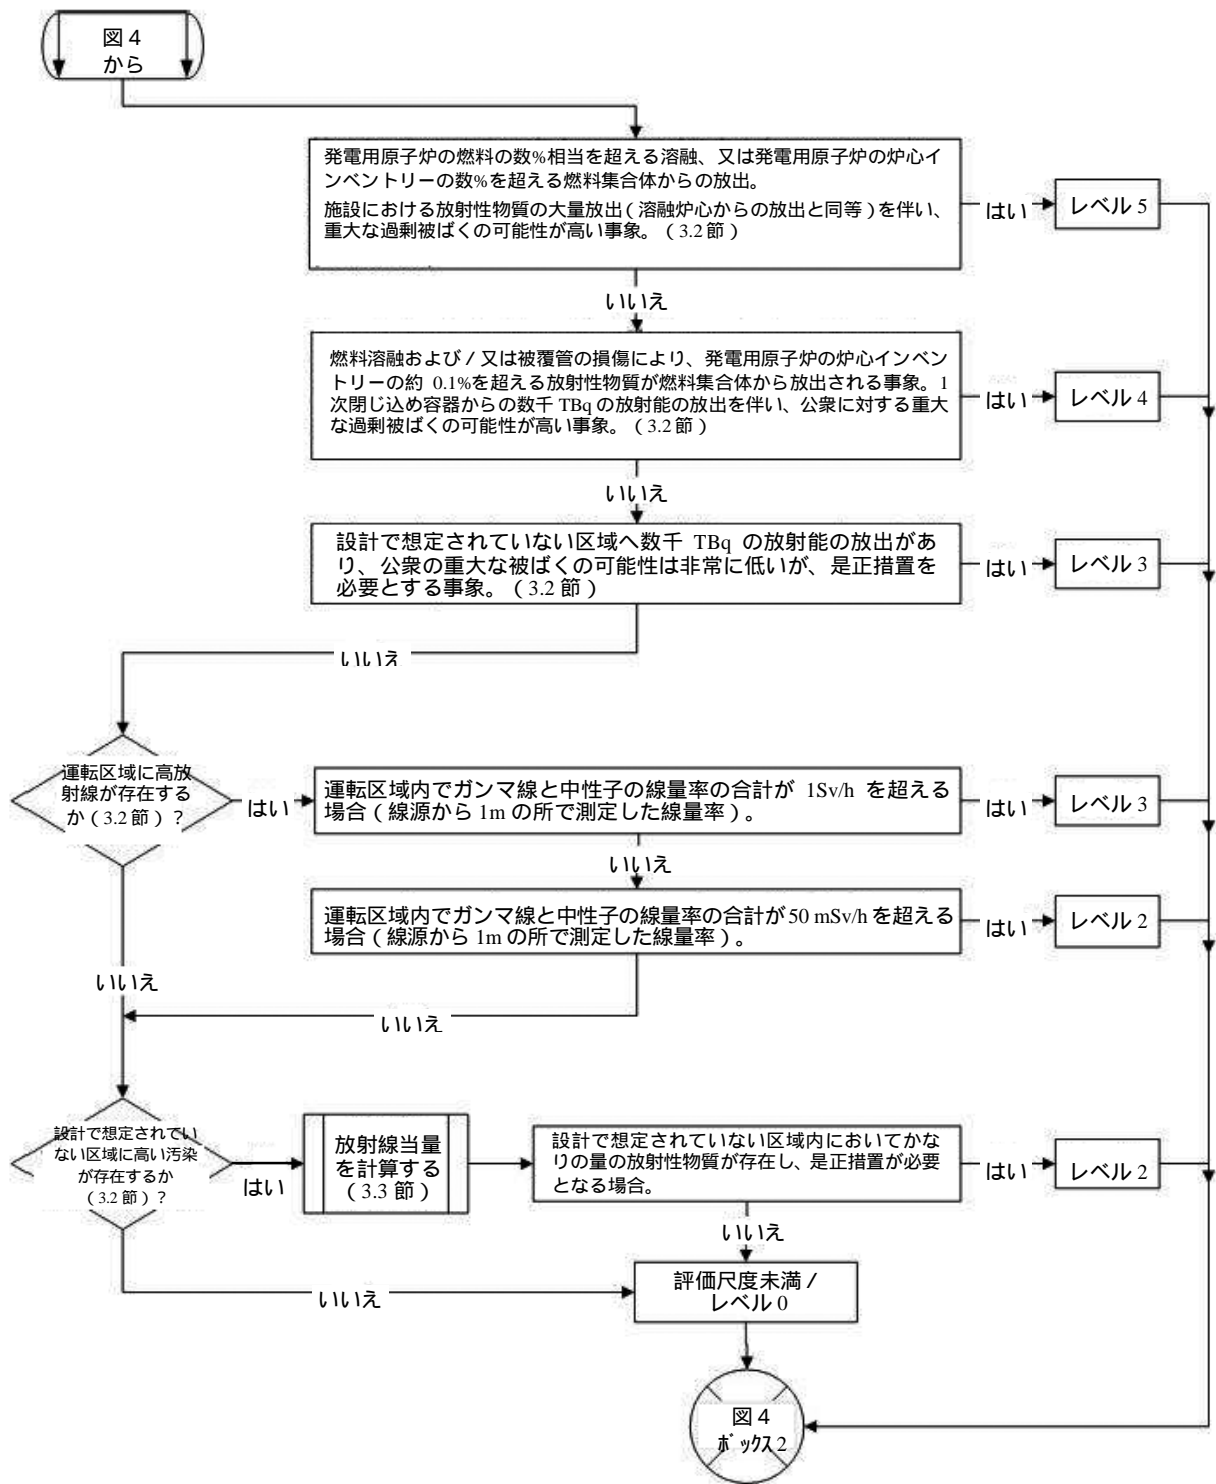 図4
から
発電用原子炉の燃料の数%相当を超える溶融、又は発電用原子炉の炉心イ
ンベントリーの数%を超える燃料集合体からの放出。
施設における放射性物質の大量放出(溶融炉心からの放出と同等)を伴い、
重大な過剰被ばくの可能性が高い事象。(3.2節)
はい
レベル5
いいえ
燃料溶融および/又は被覆管の損傷により、発電用原子炉の炉心インベン
トリーの約 0.1%を超える放射性物質が燃料集合体から放出される事象。1
次閉じ込め容器からの数千TBqの放射能の放出を伴い、公衆に対する重大
な過剰被ばくの可能性が高い事象。(3.2節)
はい
レベル4
いいえ
設計で想定されていない区域へ数千 TBq の放射能の放出があ
り、公衆の重大な被ばくの可能性は非常に低いが、是正措置を
必要とする事象。(3.2 節)
はい
レベル3
いいえ
運転区域に高放
射線が存在する
か(3.2節)?
はい
運転区域内でガンマ線と中性子の線量率の合計が 1Sv/h を超える
場合(線源から1mの所で測定した線量率)。
はい
レベル3
いいえ
運転区域内でガンマ線と中性子の線量率の合計が50 mSv/hを超える
場合(線源から1mの所で測定した線量率)。
はい
レベル2
いいえ
いいえ
設計で想定されてい
ない区域に高い汚染
が存在するか
(3.2節)?
はい
放射線当量
を計算する
(3.3節)
設計で想定されていない区域内においてかな
りの量の放射性物質が存在し、是正措置が必要
となる場合。
はい
レベル2
いいえ
いいえ
評価尺度未満/
レベル0
図4
ボックス2